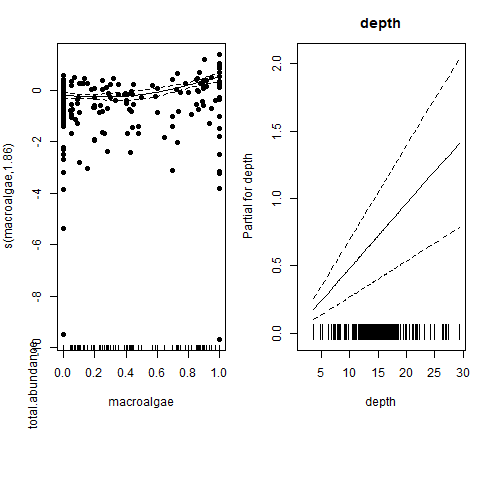 depth
s(macroalgae,1.86)
total.abundance
0
-2
-4
-6
-8
-10
0.0 0.2 0.4 0.6 0.8 1.0
macroalgae
Partial for depth
2.0
1.5
1.0
0.5
0.0
5 10 15 20 25 30
depth